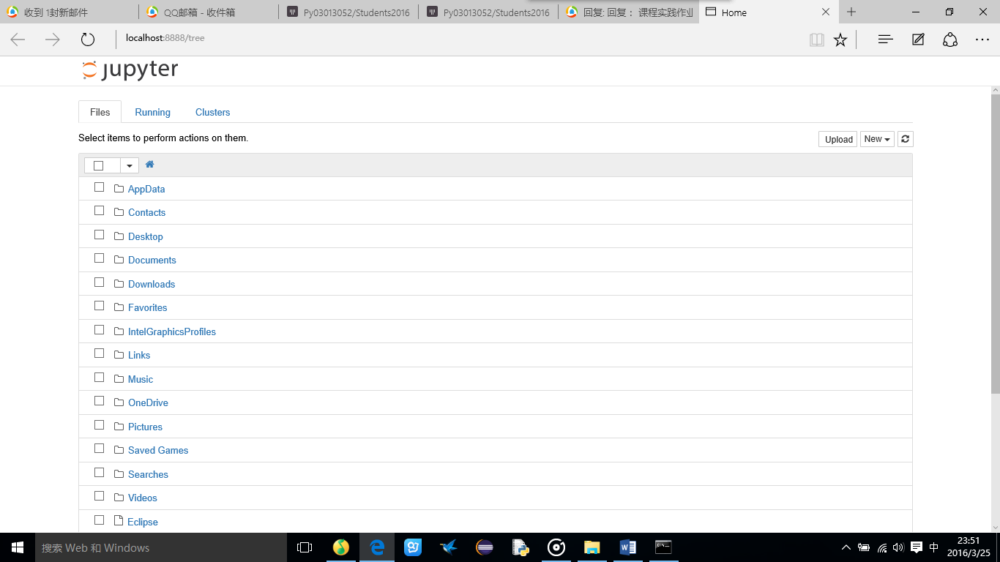 收到 1封新邮件
QQ邮箱 - 收件箱
Py03013052/Students2016
Py03013052/Students2016
回复: 回复： 课程实践作业
Home
localhost:8888/tree
jupyter
Files
Running
Clusters
Select items to perform actions on them.
Upload
New
AppData
Contacts
Desktop
Documents
Downloads
Favorites
IntelGraphicsProfiles
Links
Music
OneDrive
Pictures
Saved Games
Searches
Videos
Eclipse
搜索 Web 和 Windows
中
23:51
2016/3/25